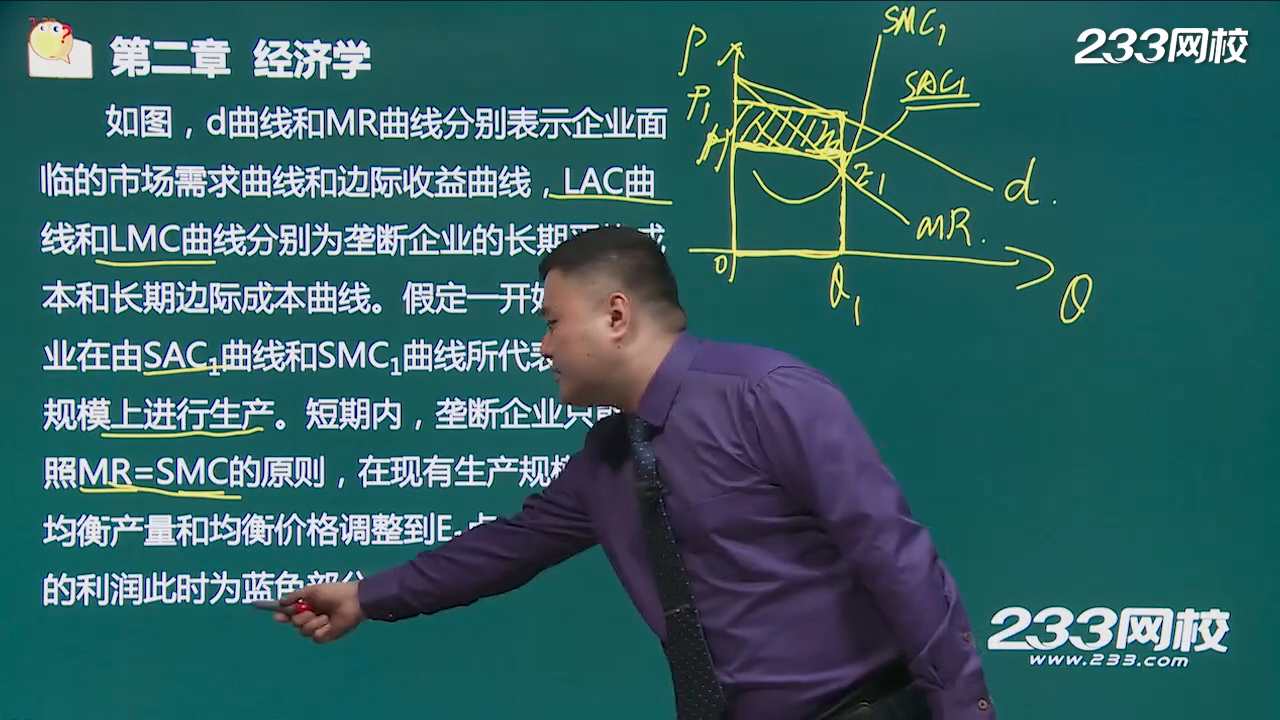 第二章 经济学
如图，d曲线和MR曲线分别表示企业面
临的市场需求曲线和边际收益曲线，LAC曲
线和LMC曲线分别为垄断企业的长期
本和长期边际成本曲线。假定一开
业在由SAC₁曲线和SMC₁曲线所代表
规模上进行生产。短期内，垄断企业只
照MR=SMC的原则，在现有生产规模
均衡产量和均衡价格调整到E
的利润此时为蓝色部分
P
P₁
SMC₁
SAC₁
E₁
d.
MR.
0
Q₁
Q
233网校
233网校
www.233.com